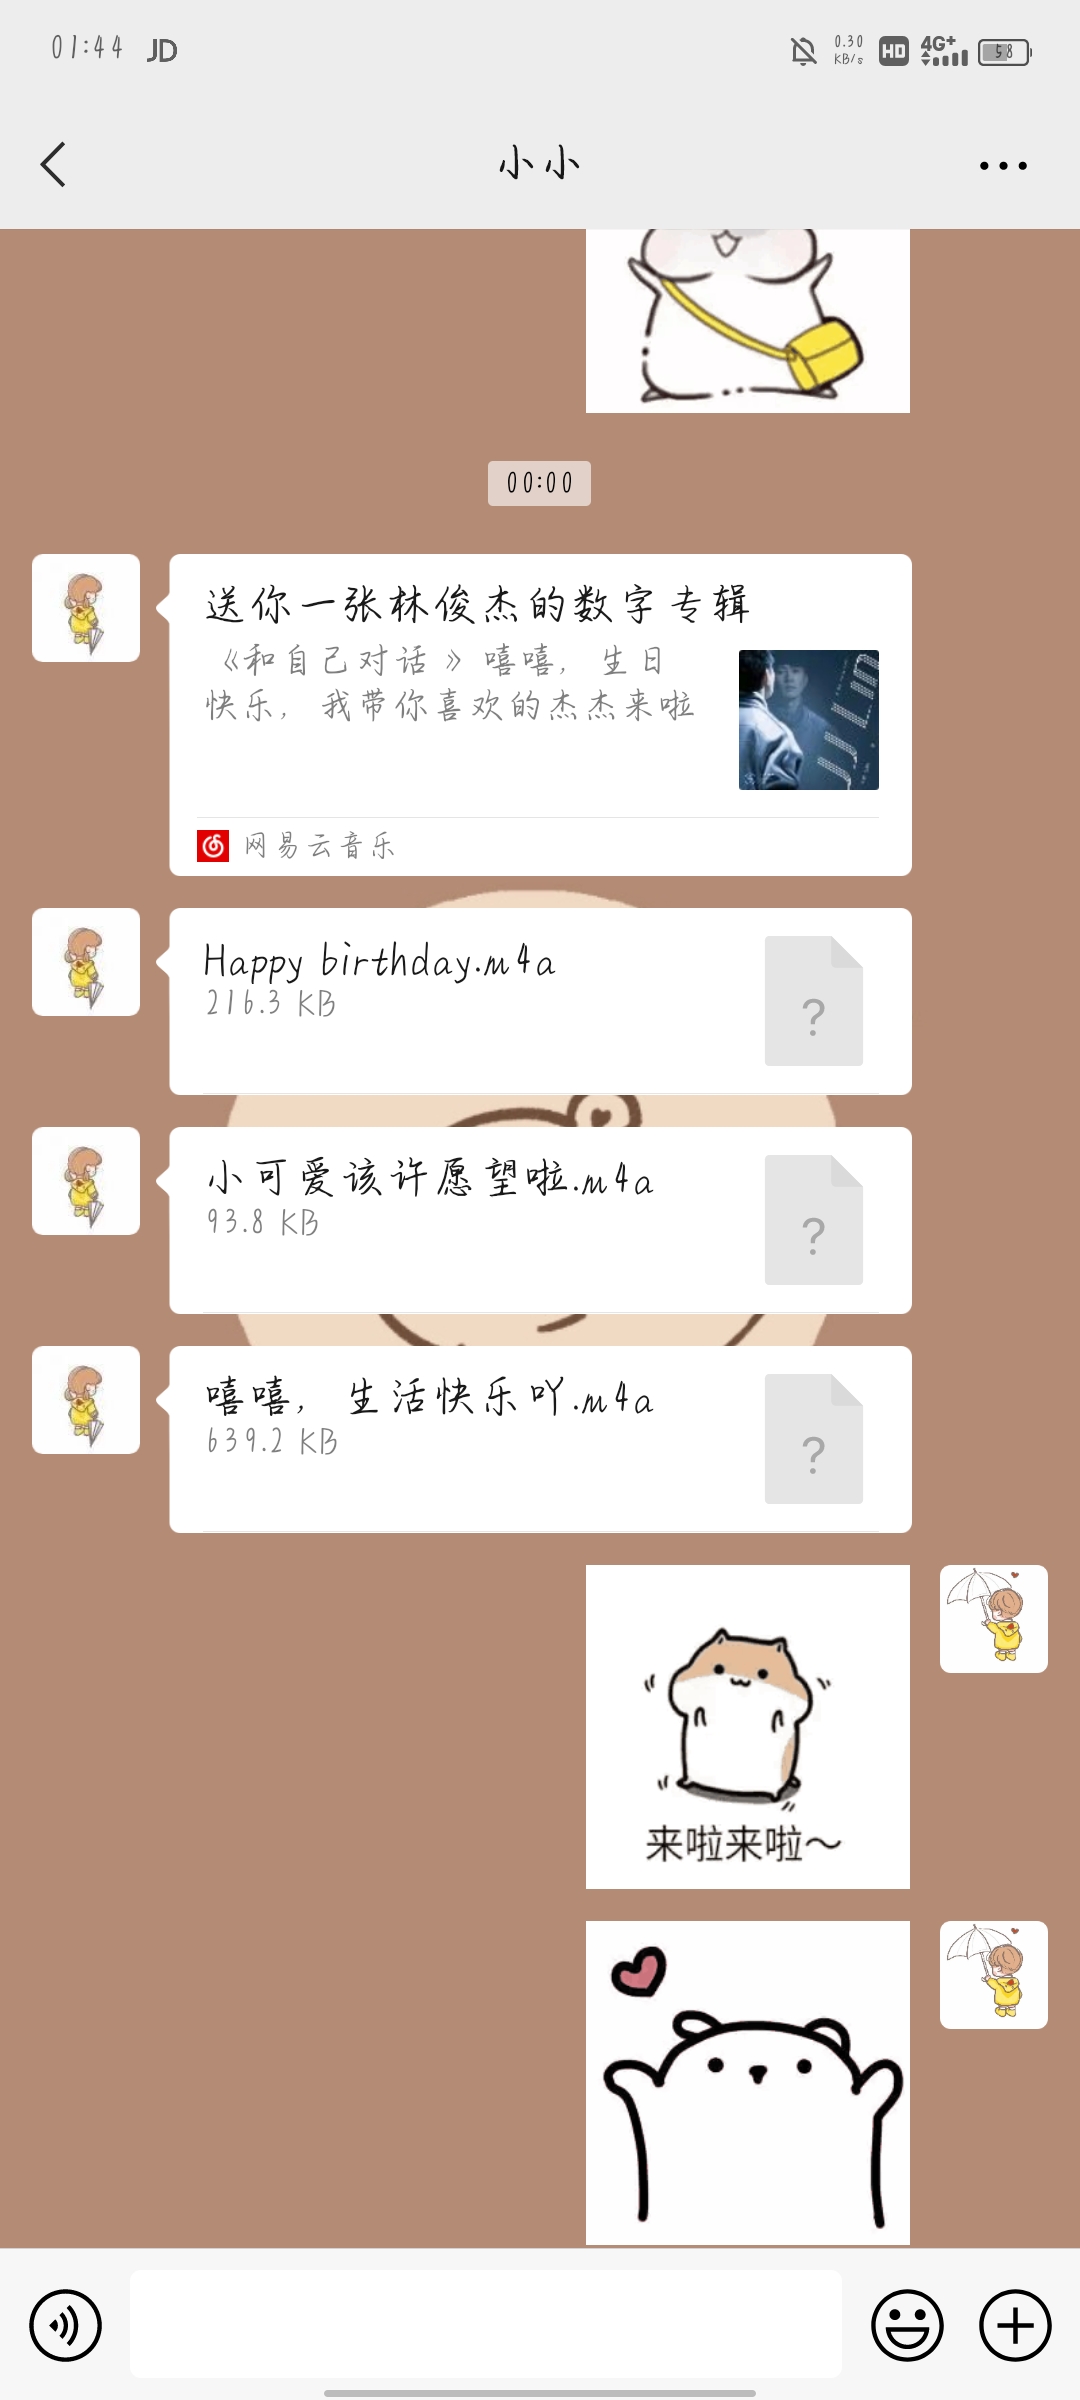 01:44 JD 0.30 KB/s HD 4G+ 58
小小
00:00
送你一张林俊杰的数字专辑
《和自己对话》嘻嘻，生日
快乐，我带你喜欢的杰杰来啦
JJ LIN
网易云音乐
Happy birthday.m4a
216.3 KB
?
小可爱该许愿望啦.m4a
93.8 KB
?
嘻嘻，生活快乐吖.m4a
639.2 KB
?
来啦来啦～